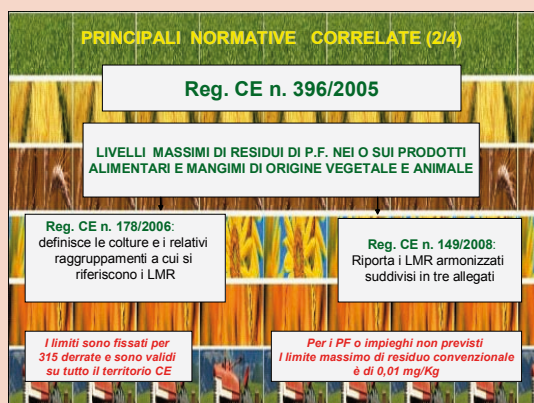 PRINCIPALI NORMATIVE CORRELATE (2/4)
Reg. CE n. 396/2005
LIVELLI MASSIMI DI RESIDUI DI P.F. NEI O SUI PRODOTTI
ALIMENTARI E MANGIMI DI ORIGINE VEGETALE E ANIMALE
Reg. CE n. 178/2006:
definisce le colture e i relativi
raggruppamenti a cui si
riferiscono i LMR
Reg. CE n. 149/2008:
Riporta i LMR armonizzati
suddivisi in tre allegati
I limiti sono fissati per
315 derrate e sono validi
su tutto il territorio CE
Per i PF o impieghi non previsti
I limite massimo di residuo convenzionale
è di 0,01 mg/Kg